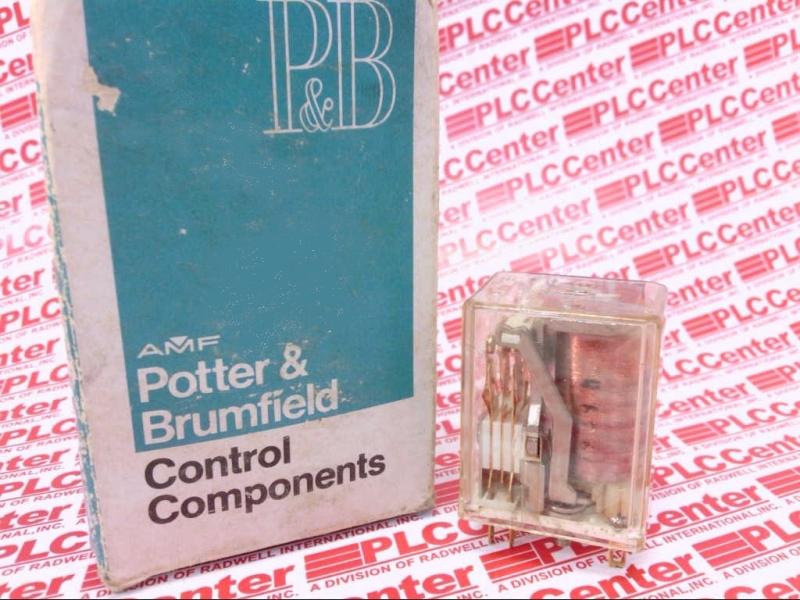 P&B
AMF
Potter &
Brumfield
Control
Components
PLCCenter
A DIVISION OF RADWELL INTERNATIONAL, INC.